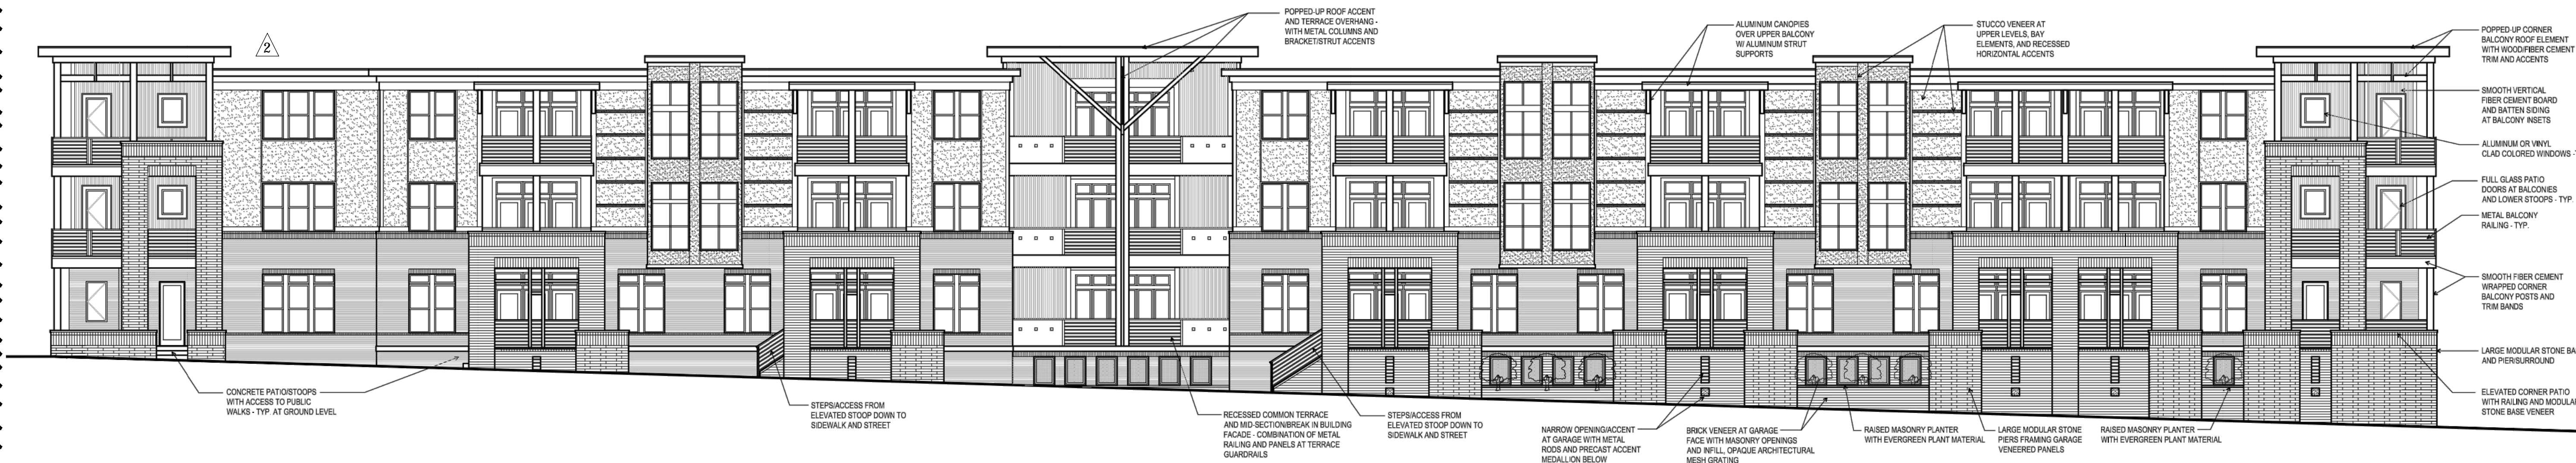 2
POPPED-UP ROOF ACCENT
AND TERRACE OVERHANG -
WITH METAL COLUMNS AND
BRACKET/STRUT ACCENTS
ALUMINUM CANOPIES
OVER UPPER BALCONY
W/ ALUMINUM STRUT
SUPPORTS
STUCCO VENEER AT
UPPER LEVELS, BAY
ELEMENTS, AND RECESSED
HORIZONTAL ACCENTS
POPPED-UP CORNER
BALCONY ROOF ELEMENT
WITH WOOD/FIBER CEMENT
TRIM AND ACCENTS
SMOOTH VERTICAL
FIBER CEMENT BOARD
AND BATTEN SIDING
AT BALCONY INSETS
ALUMINUM OR VINYL
CLAD COLORED WINDOWS -
FULL GLASS PATIO
DOORS AT BALCONIES
AND LOWER STOOPS - TYP.
METAL BALCONY
RAILING - TYP.
SMOOTH FIBER CEMENT
WRAPPED CORNER
BALCONY POSTS AND
TRIM BANDS
LARGE MODULAR STONE BA
AND PIER/SURROUND
ELEVATED CORNER PATIO
WITH RAILING AND MODULAR
STONE BASE VENEER
CONCRETE PATIO/STOOPS
WITH ACCESS TO PUBLIC
WALKS - TYP. AT GROUND LEVEL
STEPS/ACCESS FROM
ELEVATED STOOP DOWN TO
SIDEWALK AND STREET
RECESSED COMMON TERRACE
AND MID-SECTION/BREAK IN BUILDING
FACADE - COMBINATION OF METAL
RAILING AND PANELS AT TERRACE
GUARDRAILS
STEPS/ACCESS FROM
ELEVATED STOOP DOWN TO
SIDEWALK AND STREET
NARROW OPENING/ACCENT
AT GARAGE WITH METAL
RODS AND PRECAST ACCENT
MEDALLION BELOW
BRICK VENEER AT GARAGE
FACE WITH MASONRY OPENINGS
AND INFILL, OPAQUE ARCHITECTURAL
MESH GRATING
RAISED MASONRY PLANTER
WITH EVERGREEN PLANT MATERIAL
LARGE MODULAR STONE
PIERS FRAMING GARAGE
VENEERED PANELS
RAISED MASONRY PLANTER
WITH EVERGREEN PLANT MATERIAL